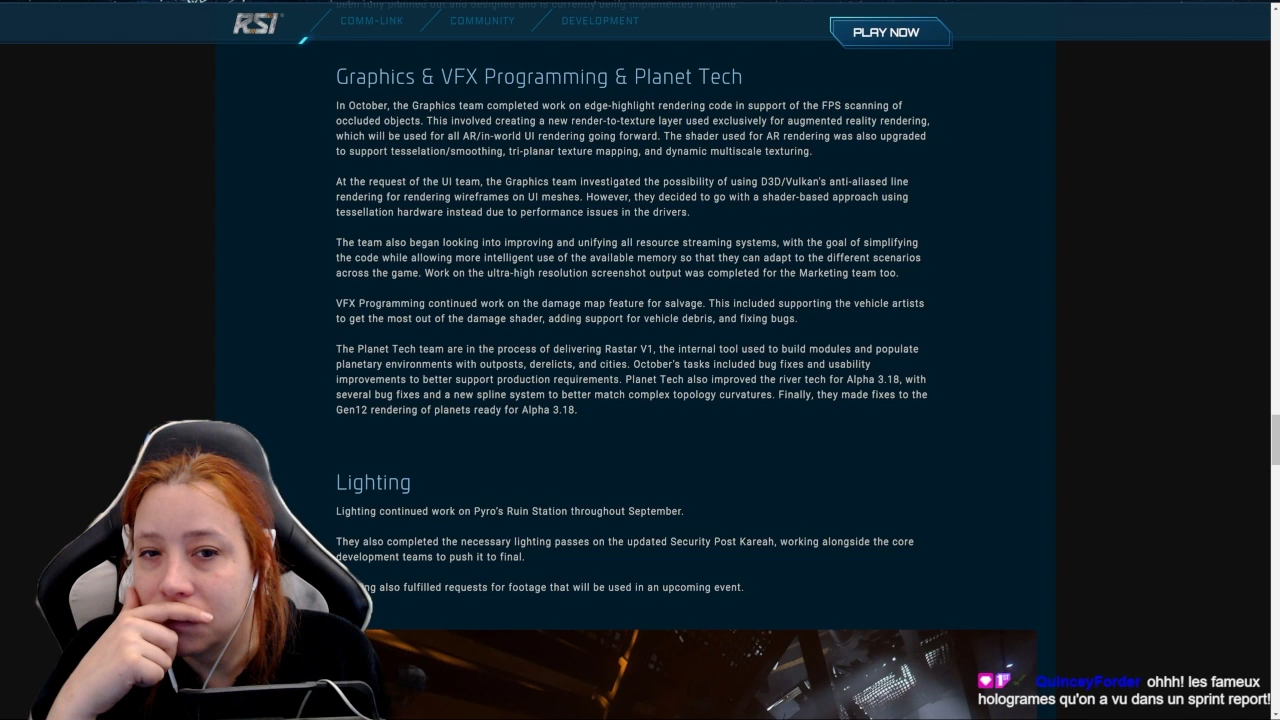 debt fully planned out and designed and is currently being implemented in-game.
RSI
COMM-LINK
COMMUNITY
DEVELOPMENT
PLAY NOW
Graphics & VFX Programming & Planet Tech
In October, the Graphics team completed work on edge-highlight rendering code in support of the FPS scanning of
occluded objects. This involved creating a new render-to-texture layer used exclusively for augmented reality rendering,
which will be used for all AR/in-world UI rendering going forward. The shader used for AR rendering was also upgraded
to support tesselation/smoothing, tri-planar texture mapping, and dynamic multiscale texturing.
At the request of the UI team, the Graphics team investigated the possibility of using D3D/Vulkan's anti-aliased line
rendering for rendering wireframes on UI meshes. However, they decided to go with a shader-based approach using
tessellation hardware instead due to performance issues in the drivers.
The team also began looking into improving and unifying all resource streaming systems, with the goal of simplifying
the code while allowing more intelligent use of the available memory so that they can adapt to the different scenarios
across the game. Work on the ultra-high resolution screenshot output was completed for the Marketing team too.
VFX Programming continued work on the damage map feature for salvage. This included supporting the vehicle artists
to get the most out of the damage shader, adding support for vehicle debris, and fixing bugs.
The Planet Tech team are in the process of delivering Rastar V1, the internal tool used to build modules and populate
planetary environments with outposts, derelicts, and cities. October's tasks included bug fixes and usability
improvements to better support production requirements. Planet Tech also improved the river tech for Alpha 3.18, with
several bug fixes and a new spline system to better match complex topology curvatures. Finally, they made fixes to the
Gen12 rendering of planets ready for Alpha 3.18.
Lighting
Lighting continued work on Pyro's Ruin Station throughout September.
They also completed the necessary lighting passes on the updated Security Post Kareah, working alongside the core
development teams to push it to final.
also fulfilled requests for footage that will be used in an upcoming event.
QuinceyForder ohhh! les fameux
hologrames qu'on a vu dans un sprint report!